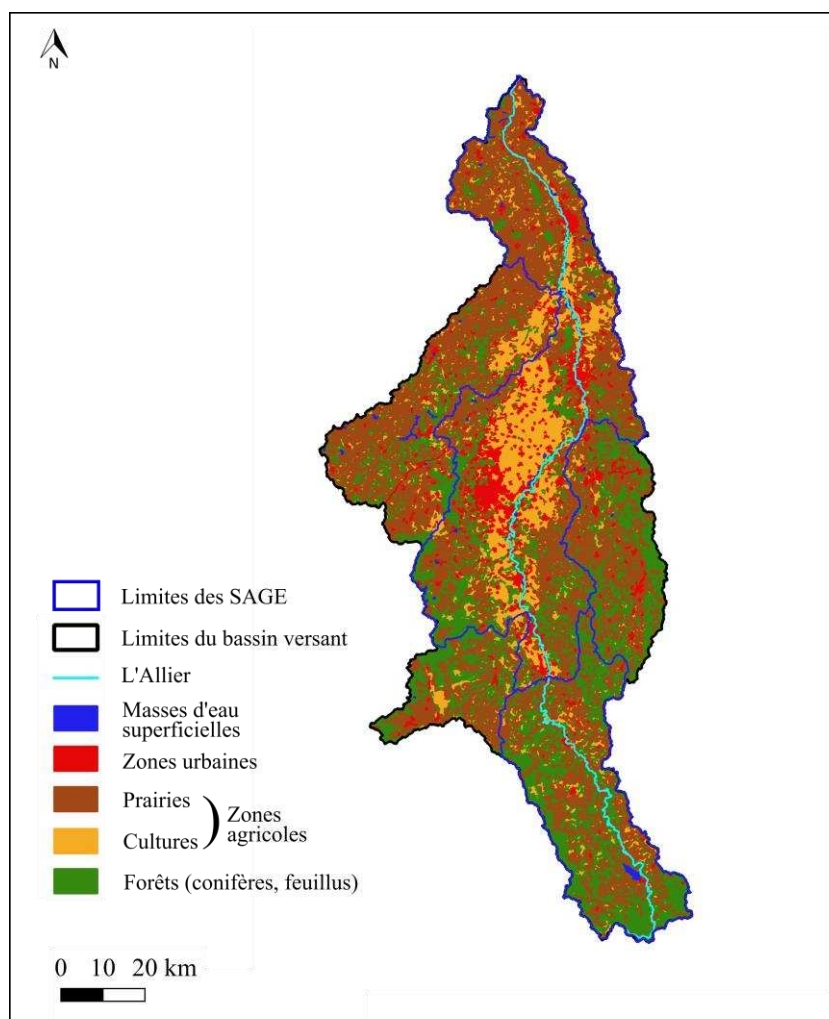 N
Limites des SAGE
Limites du bassin versant
L'Allier
Masses d'eau
superficielles
Zones urbaines
Prairies
Zones
agricoles
Cultures
Forêts (conifères, feuillus)
0 10 20 km